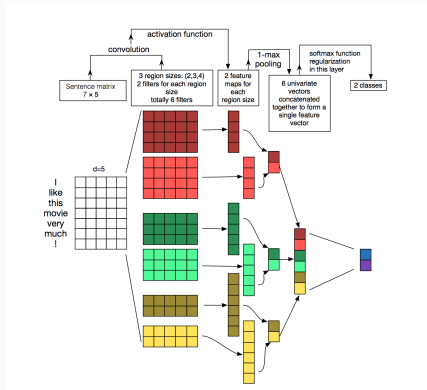 activation function
convolution
1-max
pooling
softmax function
regularization
in this layer
Sentence matrix
7 × 5
3 region sizes: (2,3,4)
2 filters for each region
size
totally 6 filters
2 feature
maps for
each
region size
6 univariate
vectors
concatenated
together to form a
single feature
vector
2 classes
d=5
I
like
this
movie
very
much
!